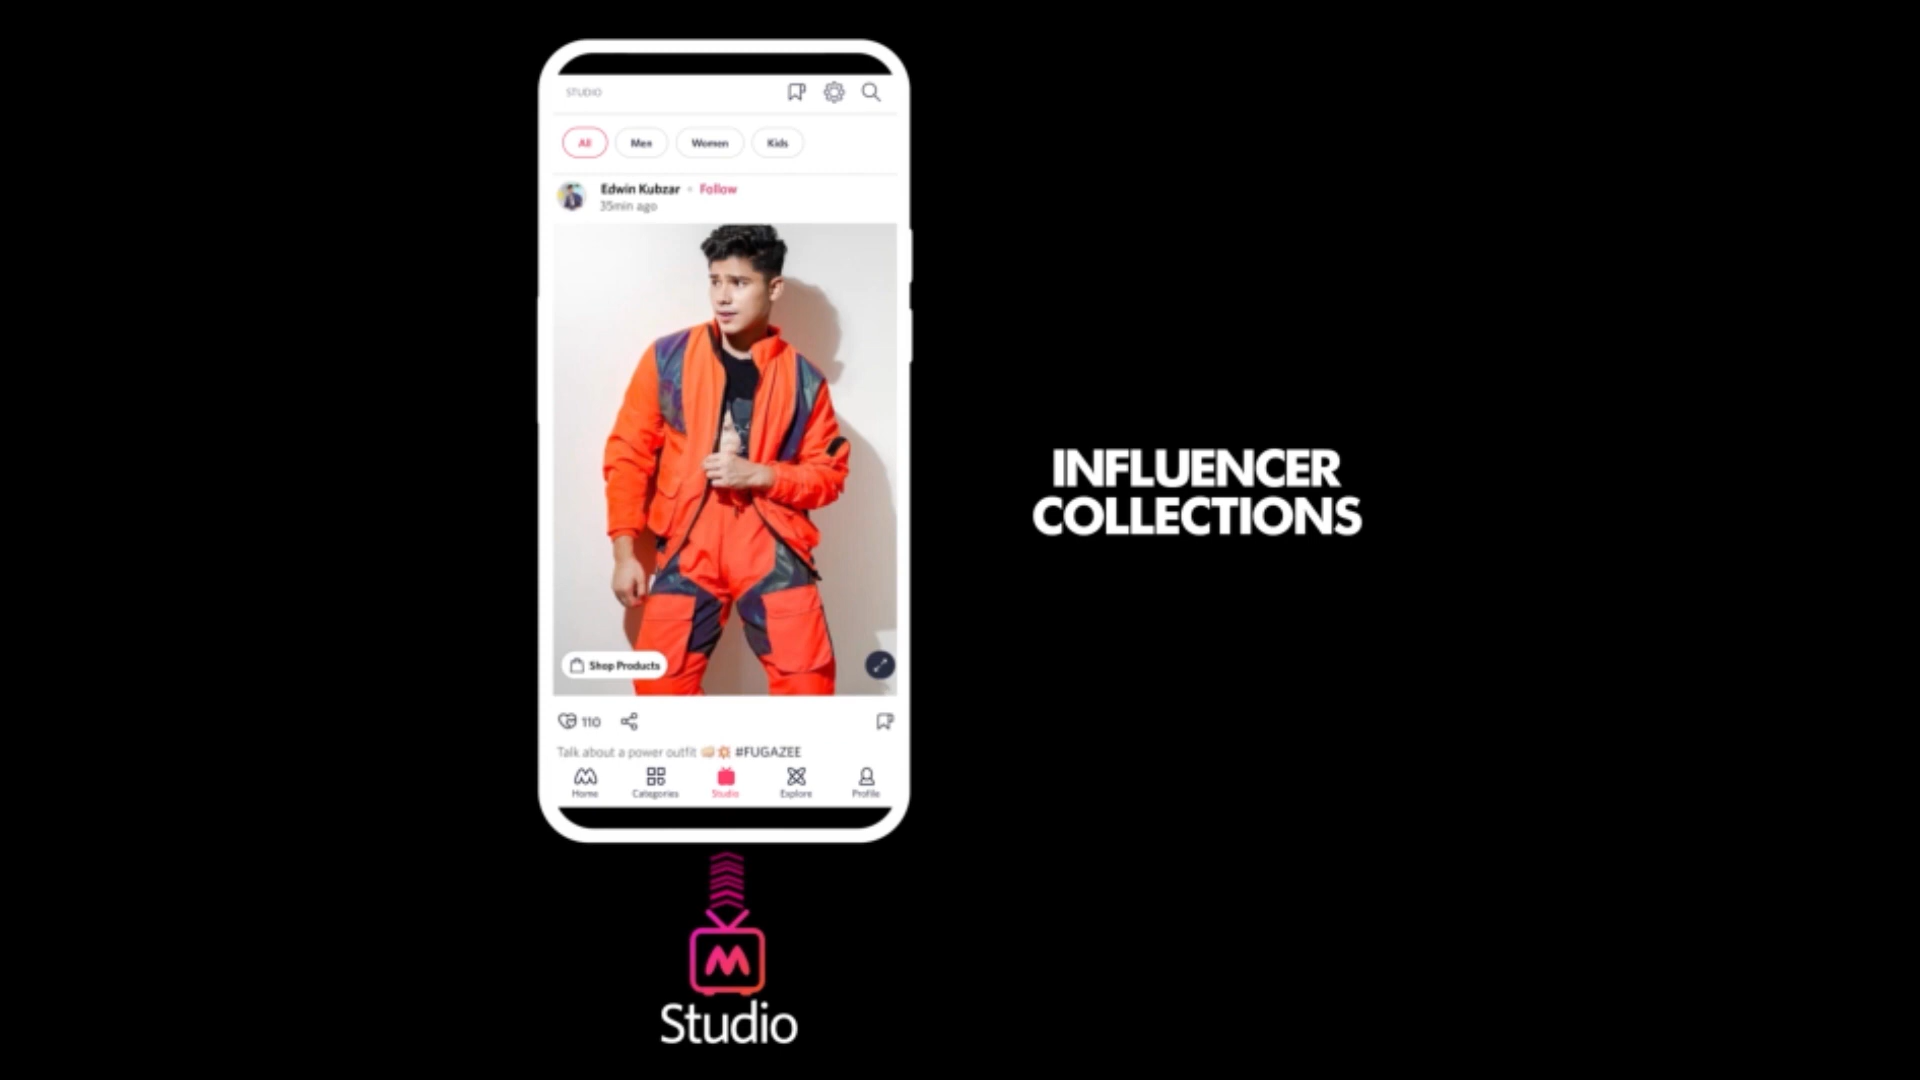 STUDIO
All Men Women Kids
Edwin Kubzar • Follow
35min ago
Shop Products
110
Talk about a power outfit 👊💥 #FUGAZEE
Home Categories Studio Explore Profile
INFLUENCER
COLLECTIONS
Studio